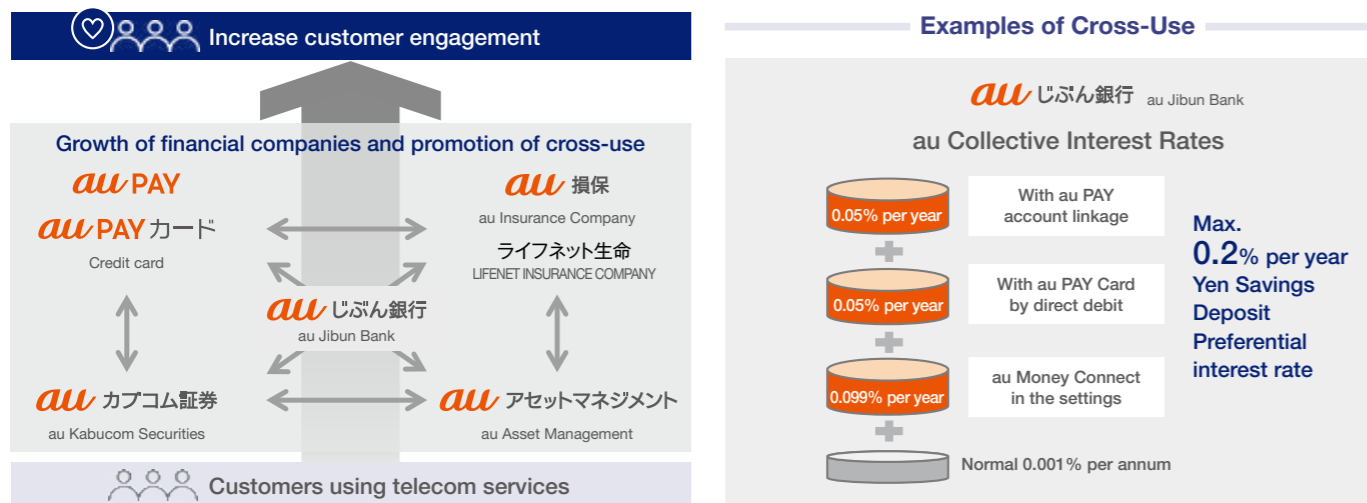 Increase customer engagement
Growth of financial companies and promotion of cross-use
au PAY
au PAY カード
Credit card
au 損保
au Insurance Company
ライフネット生命
LIFENET INSURANCE COMPANY
au じぶん銀行
au Jibun Bank
au カブコム証券
au Kabucom Securities
au アセットマネジメント
au Asset Management
Customers using telecom services
Examples of Cross-Use
au じぶん銀行 au Jibun Bank
au Collective Interest Rates
0.05% per year
With au PAY
account linkage
0.05% per year
With au PAY Card
by direct debit
0.099% per year
au Money Connect
in the settings
Normal 0.001% per annum
Max.
0.2% per year
Yen Savings
Deposit
Preferential
interest rate